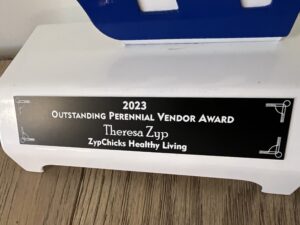 2023
Outstanding Perennial Vendor Award
Theresa Zyp
ZypChicks Healthy Living